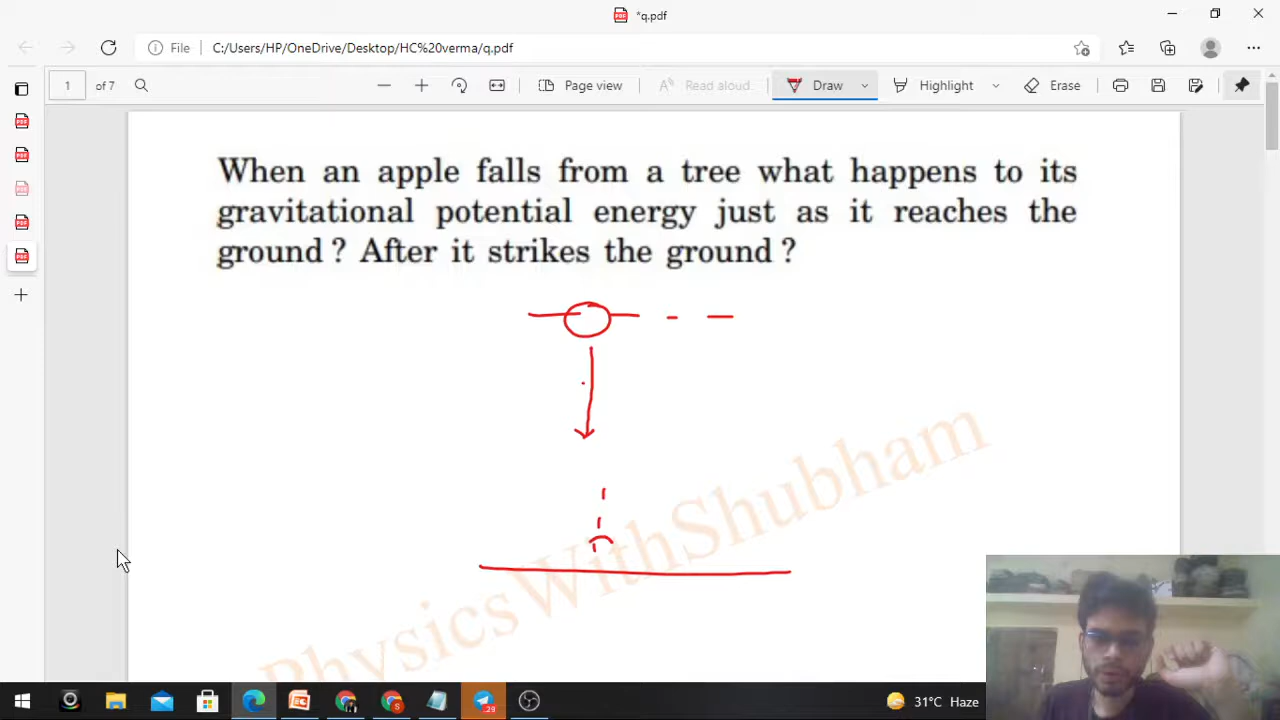 *q.pdf
File
C:/Users/HP/OneDrive/Desktop/HC%20verma/q.pdf
1 of 7
Page view
Read aloud
Draw
Highlight
Erase
When an apple falls from a tree what happens to its
gravitational potential energy just as it reaches the
ground ? After it strikes the ground ?
PhysicsWithShubham
29
31°C Haze